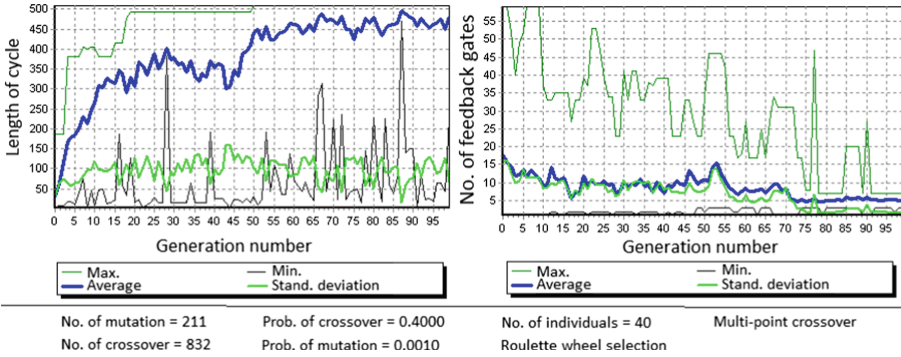 Length of cycle
500
450
400
350
300
250
200
150
100
50
0 5 10 15 20 25 30 35 40 45 50 55 60 65 70 75 80 85 90 95
Generation number
Max. Min.
Average Stand. deviation
No. of feedback gates
55
50
45
40
35
30
25
20
15
10
5
0 5 10 15 20 25 30 35 40 45 50 55 60 65 70 75 80 85 90 95
Generation number
Max. Min.
Average Stand. deviation
No. of mutation = 211 Prob. of crossover = 0.4000 No. of individuals = 40 Multi-point crossover
No. of crossover = 832 Prob. of mutation = 0.0010 Roulette wheel selection